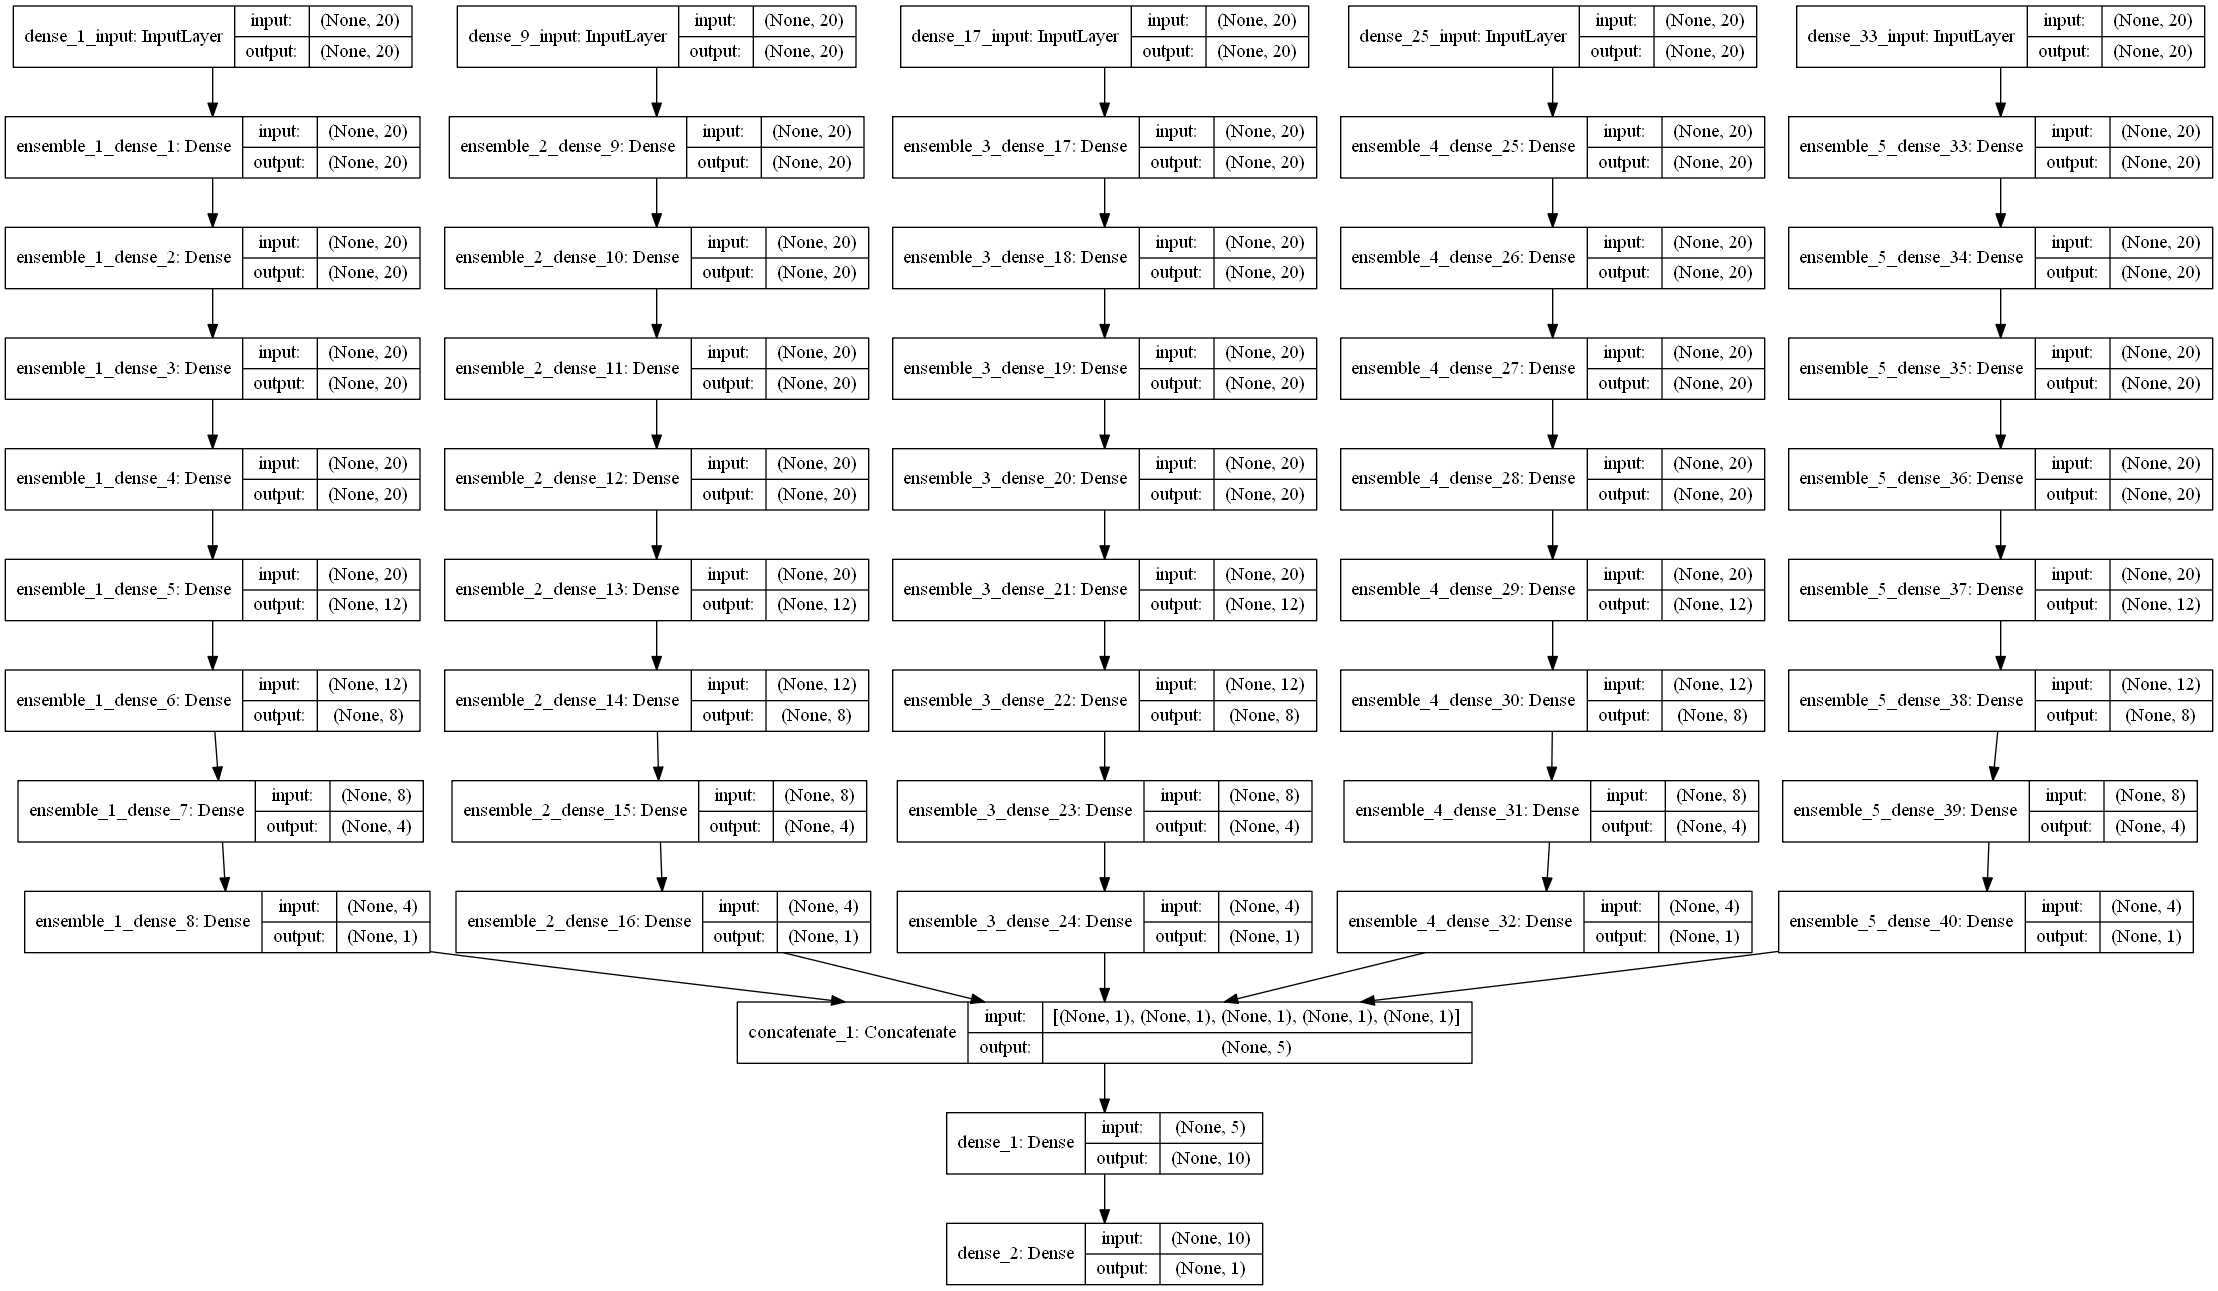 dense_1_input: InputLayer input: (None, 20) output: (None, 20)
dense_9_input: InputLayer input: (None, 20) output: (None, 20)
dense_17_input: InputLayer input: (None, 20) output: (None, 20)
dense_25_input: InputLayer input: (None, 20) output: (None, 20)
dense_33_input: InputLayer input: (None, 20) output: (None, 20)
ensemble_1_dense_1: Dense input: (None, 20) output: (None, 20)
ensemble_2_dense_9: Dense input: (None, 20) output: (None, 20)
ensemble_3_dense_17: Dense input: (None, 20) output: (None, 20)
ensemble_4_dense_25: Dense input: (None, 20) output: (None, 20)
ensemble_5_dense_33: Dense input: (None, 20) output: (None, 20)
ensemble_1_dense_2: Dense input: (None, 20) output: (None, 20)
ensemble_2_dense_10: Dense input: (None, 20) output: (None, 20)
ensemble_3_dense_18: Dense input: (None, 20) output: (None, 20)
ensemble_4_dense_26: Dense input: (None, 20) output: (None, 20)
ensemble_5_dense_34: Dense input: (None, 20) output: (None, 20)
ensemble_1_dense_3: Dense input: (None, 20) output: (None, 20)
ensemble_2_dense_11: Dense input: (None, 20) output: (None, 20)
ensemble_3_dense_19: Dense input: (None, 20) output: (None, 20)
ensemble_4_dense_27: Dense input: (None, 20) output: (None, 20)
ensemble_5_dense_35: Dense input: (None, 20) output: (None, 20)
ensemble_1_dense_4: Dense input: (None, 20) output: (None, 20)
ensemble_2_dense_12: Dense input: (None, 20) output: (None, 20)
ensemble_3_dense_20: Dense input: (None, 20) output: (None, 20)
ensemble_4_dense_28: Dense input: (None, 20) output: (None, 20)
ensemble_5_dense_36: Dense input: (None, 20) output: (None, 20)
ensemble_1_dense_5: Dense input: (None, 20) output: (None, 12)
ensemble_2_dense_13: Dense input: (None, 20) output: (None, 12)
ensemble_3_dense_21: Dense input: (None, 20) output: (None, 12)
ensemble_4_dense_29: Dense input: (None, 20) output: (None, 12)
ensemble_5_dense_37: Dense input: (None, 20) output: (None, 12)
ensemble_1_dense_6: Dense input: (None, 12) output: (None, 8)
ensemble_2_dense_14: Dense input: (None, 12) output: (None, 8)
ensemble_3_dense_22: Dense input: (None, 12) output: (None, 8)
ensemble_4_dense_30: Dense input: (None, 12) output: (None, 8)
ensemble_5_dense_38: Dense input: (None, 12) output: (None, 8)
ensemble_1_dense_7: Dense input: (None, 8) output: (None, 4)
ensemble_2_dense_15: Dense input: (None, 8) output: (None, 4)
ensemble_3_dense_23: Dense input: (None, 8) output: (None, 4)
ensemble_4_dense_31: Dense input: (None, 8) output: (None, 4)
ensemble_5_dense_39: Dense input: (None, 8) output: (None, 4)
ensemble_1_dense_8: Dense input: (None, 4) output: (None, 1)
ensemble_2_dense_16: Dense input: (None, 4) output: (None, 1)
ensemble_3_dense_24: Dense input: (None, 4) output: (None, 1)
ensemble_4_dense_32: Dense input: (None, 4) output: (None, 1)
ensemble_5_dense_40: Dense input: (None, 4) output: (None, 1)
concatenate_1: Concatenate input: [(None, 1), (None, 1), (None, 1), (None, 1), (None, 1)] output: (None, 5)
dense_1: Dense input: (None, 5) output: (None, 10)
dense_2: Dense input: (None, 10) output: (None, 1)